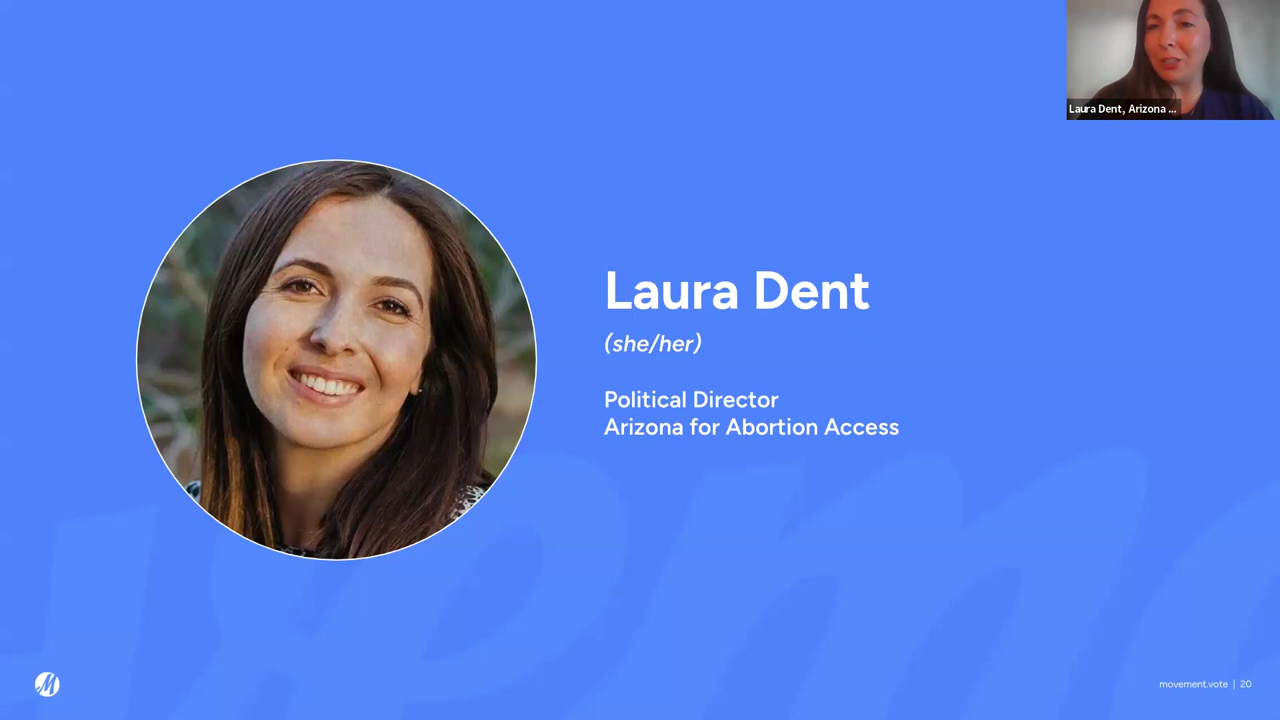 Laura Dent, Arizona ...
Laura Dent
(she/her)
Political Director
Arizona for Abortion Access
movement.vote | 20